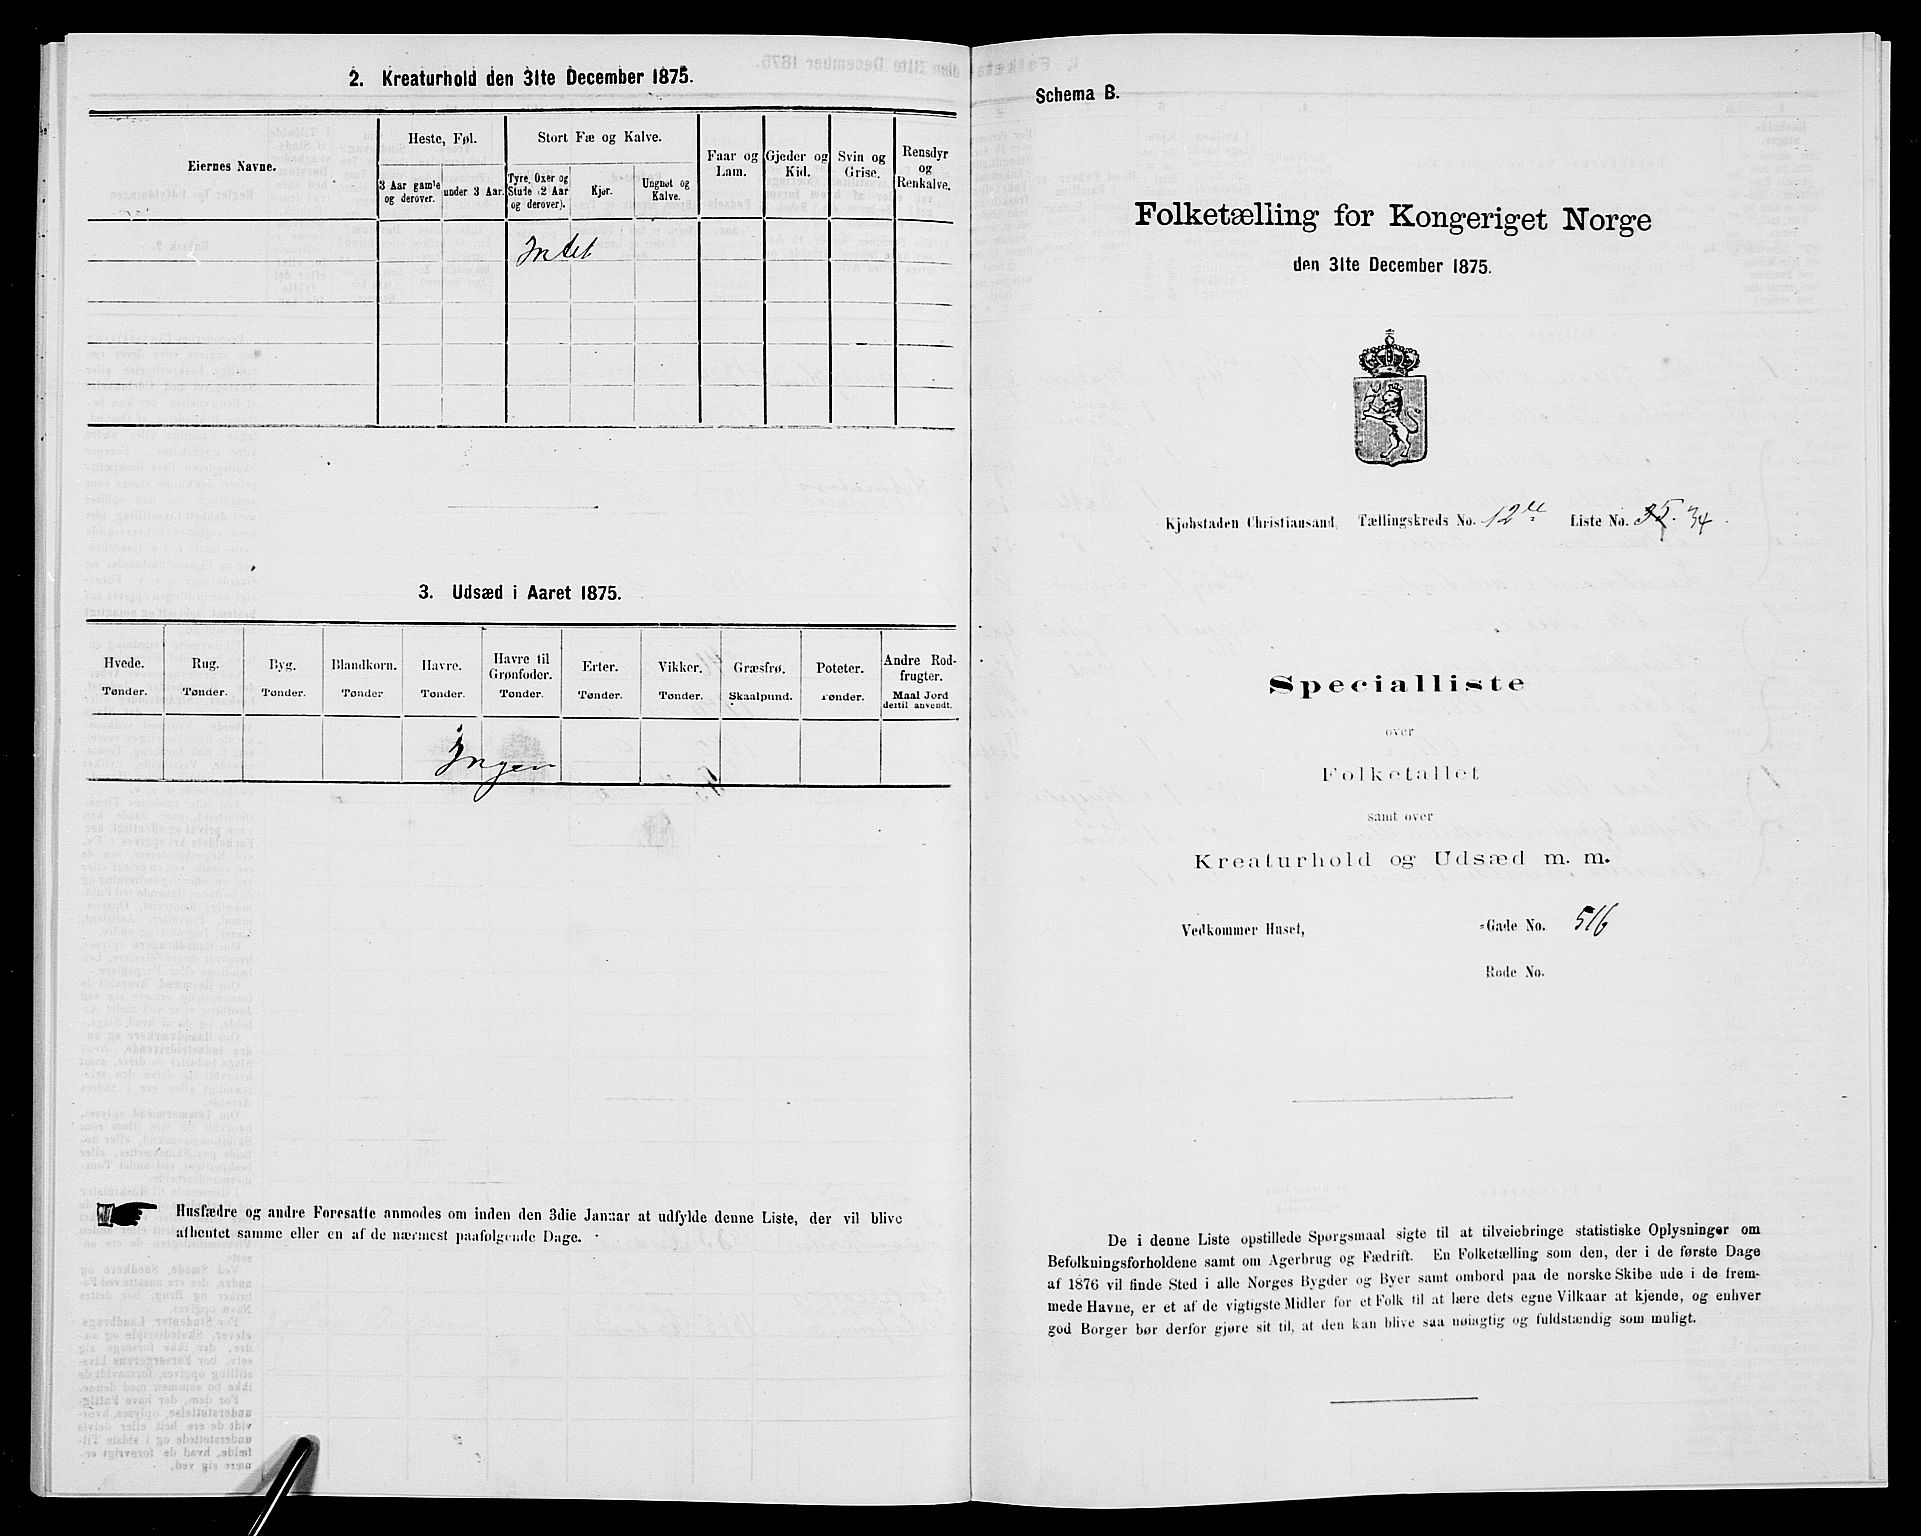 2. Kreaturhold den 31te December 1875.
Eiernes Navne.
Heste, Føl.
3 Aar gamle og derover.
under 3 Aar.
Stort Fæ og Kalve.
Tyre, Oxer og Stude (2 Aar og derover).
Kjør.
Ungnøt og Kalve.
Faar og Lam.
Gjeder og Kid.
Svin og Grise.
Rensdyr og Renkalve.
Intet
3. Udsæd i Aaret 1875.
Hvede. Tønder.
Rug. Tønder.
Byg. Tønder.
Blandkorn. Tønder
Havre. Tønder.
Havre til Grønfoder. Tønder.
Erter. Tønder.
Vikker. Tønder.
Græsfrø. Skaalpund.
Poteter. Tønder.
Andre Rodfrugter. Maal Jord dertil anvendt.
Ingen
Husfædre og andre Foresatte anmodes om inden den 3die Januar at udfylde denne Liste, der vil blive
afhentet samme eller en af de nærmest paafølgende Dage.
Schema B.
Folketælling for Kongeriget Norge
den 31te December 1875.
Kjøbstaden Christiansand, Tællingskreds No. 12te Liste No. 35. 34
Specialliste
over
Folketallet
samt over
Kreaturhold og Udsæd m. m.
Vedkommer Huset, -Gade No. 516
Rode No.
De i denne Liste opstillede Spørgsmaal sigte til at tilveiebringe statistiske Oplysninger om
Befolkningsforholdene samt om Agerbrug og Fædrift. En Folketælling som den, der i de første Dage
af 1876 vil finde Sted i alle Norges Bygder og Byer samt ombord paa de norske Skibe ude i de frem-
mede Havne, er et af de vigtigste Midler for et Folk til at lære dets egne Vilkaar at kjende, og enhver
god Borger bør derfor gjøre sit til, at den kan blive saa nøiagtig og fuldstændig som muligt.